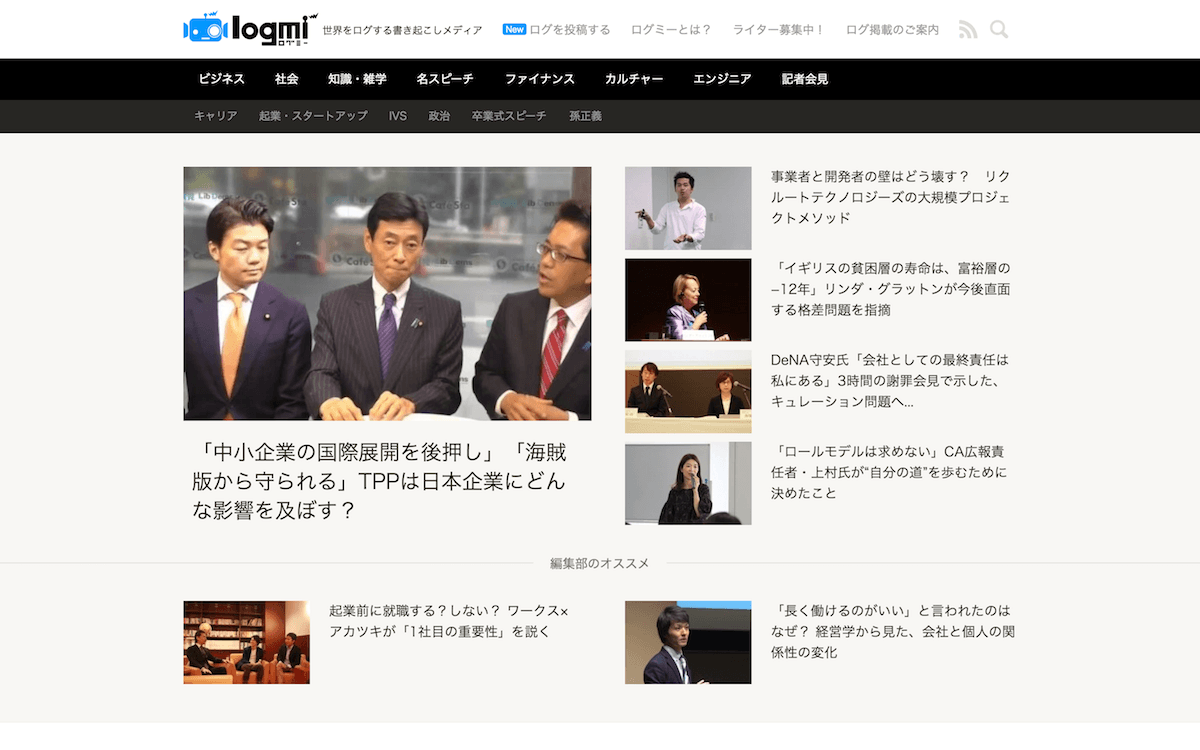 logmi
ログミー
世界をログする書き起こしメディア
New ログを投稿する ログミーとは？ ライター募集中！ ログ掲載のご案内
ビジネス 社会 知識・雑学 名スピーチ ファイナンス カルチャー エンジニア 記者会見
キャリア 起業・スタートアップ IVS 政治 卒業式スピーチ 孫正義
「中小企業の国際展開を後押し」「海賊
版から守られる」TPPは日本企業にどん
な影響を及ぼす？
事業者と開発者の壁はどう壊す？　リク
ルートテクノロジーズの大規模プロジェ
クトメソッド
「イギリスの貧困層の寿命は、富裕層の
−12年」リンダ・グラットンが今後直面
する格差問題を指摘
DeNA守安氏「会社としての最終責任は
私にある」3時間の謝罪会見で示した、
キュレーション問題へ...
「ロールモデルは求めない」CA広報責
任者・上村氏が“自分の道”を歩むために
決めたこと
編集部のオススメ
起業前に就職する？しない？ ワークス×
アカツキが「1社目の重要性」を説く
「長く働けるのがいい」と言われたのは
なぜ？ 経営学から見た、会社と個人の関
係性の変化